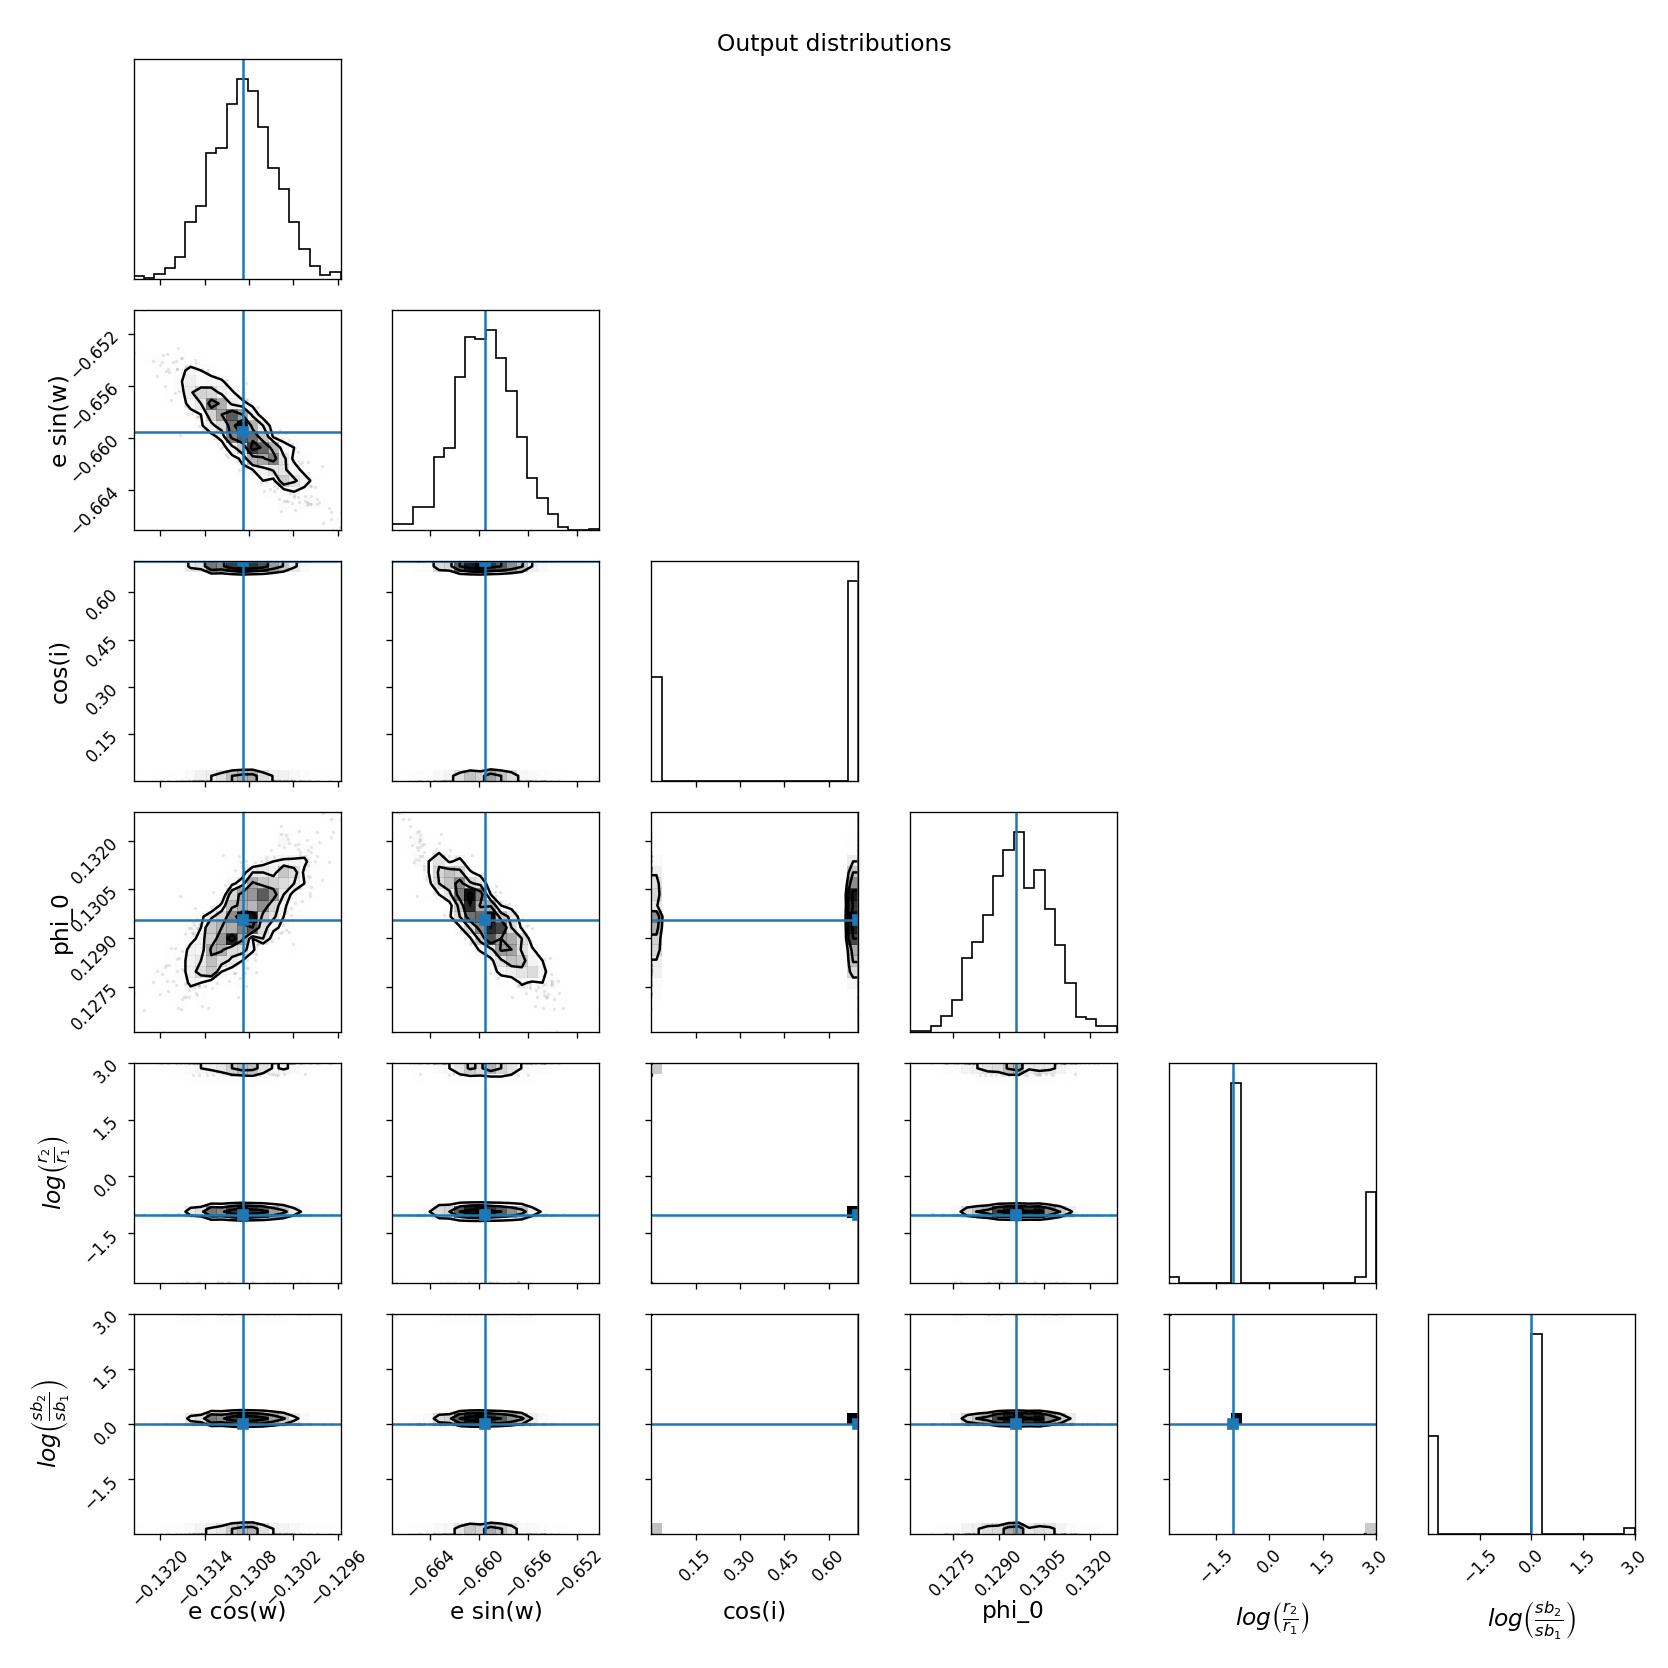 Output distributions
e sin(w)
−0.652
−0.656
−0.660
−0.664
cos(i)
0.60
0.45
0.30
0.15
phi_0
0.1320
0.1305
0.1290
0.1275
log(r2/r1)
3.0
1.5
0.0
−1.5
log(sb2/sb1)
3.0
1.5
0.0
−1.5
−0.1320 −0.1314 −0.1308 −0.1302 −0.1296
−0.664 −0.660 −0.656 −0.652
0.15 0.30 0.45 0.60
0.1275 0.1290 0.1305 0.1320
−1.5 0.0 1.5 3.0
−1.5 0.0 1.5 3.0
e cos(w)
e sin(w)
cos(i)
phi_0
log(r2/r1)
log(sb2/sb1)